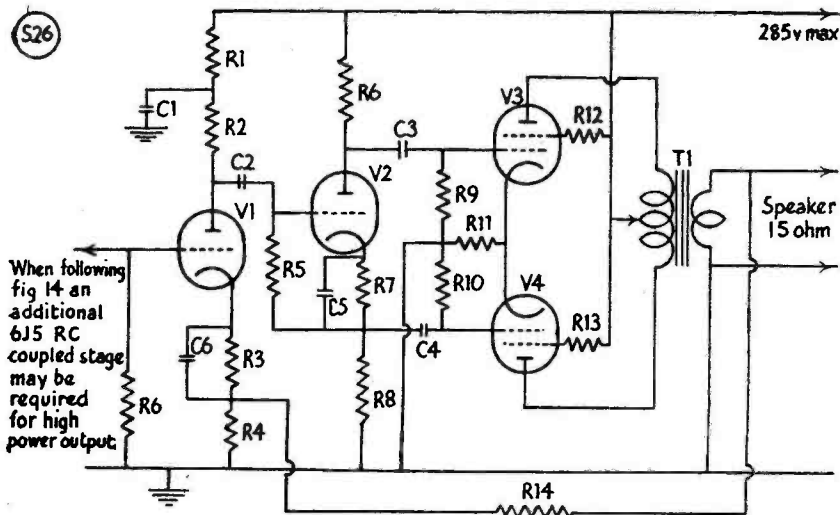 S26
285v max
R1
C1
R2
R6
C3
V3
R12
T1
C2
V2
V1
R9
R11
Speaker
15 ohm
R5
R7
R10
V4
C5
C4
R13
When following
fig 14 an
additional
6J5 RC
coupled stage
may be
required
for high
power output.
C6
R3
R6
R4
R8
R14